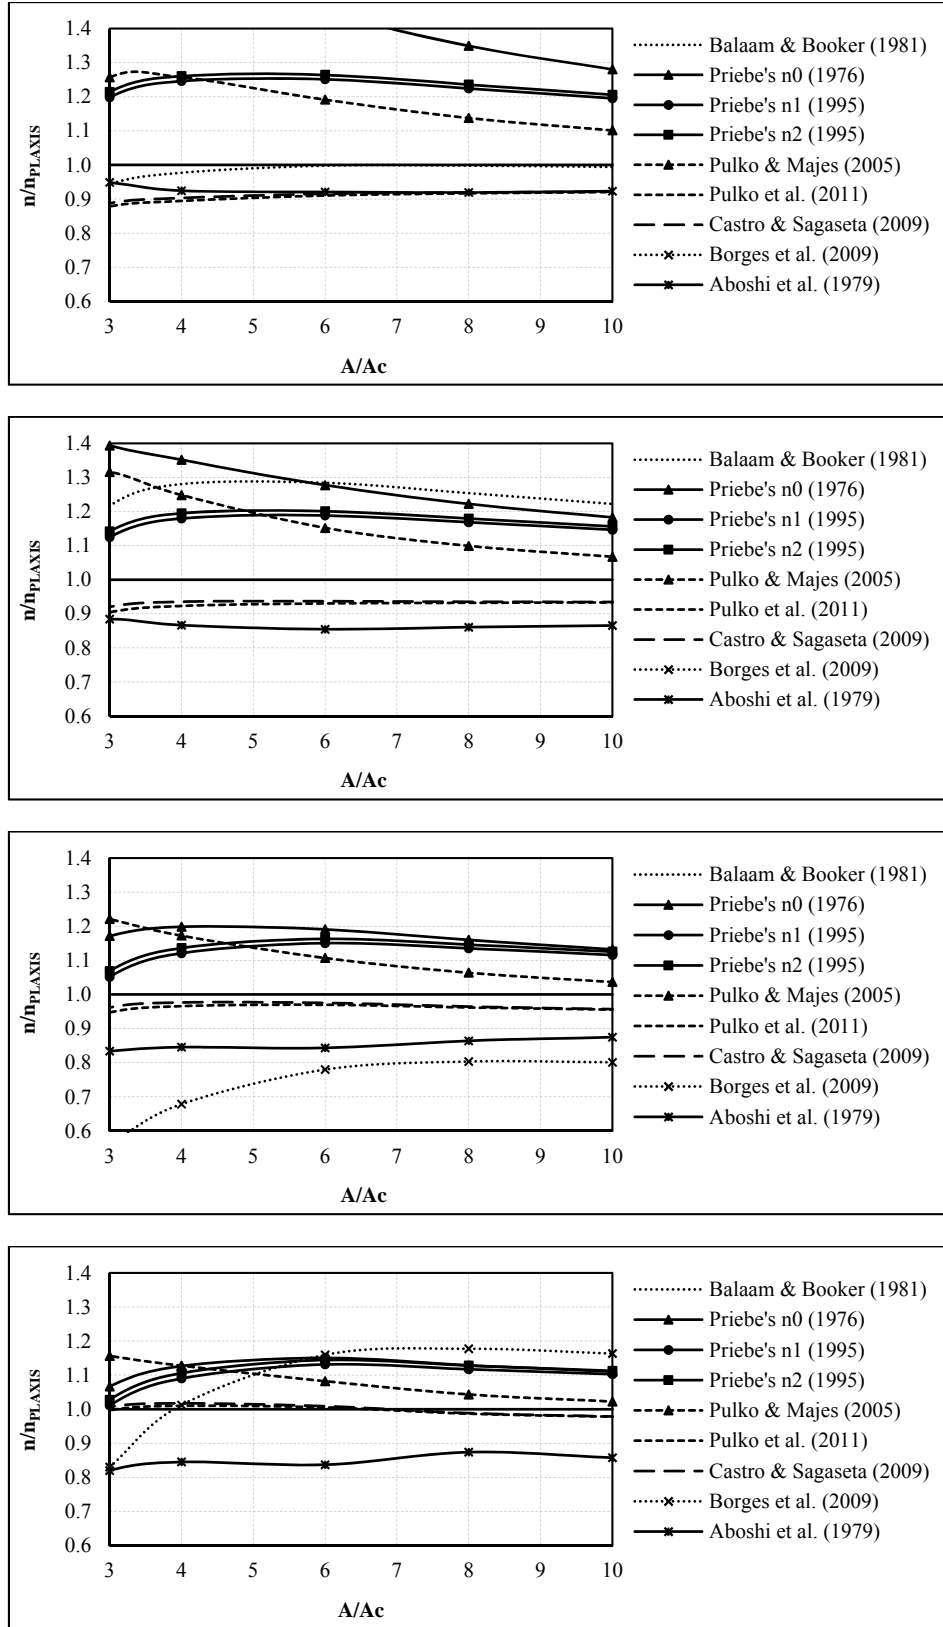 1.4
1.3
1.2
1.1
1.0
0.9
0.8
0.7
0.6
n/nPLAXIS
3 4 5 6 7 8 9 10
A/Ac
Balaam & Booker (1981)
Priebe's n0 (1976)
Priebe's n1 (1995)
Priebe's n2 (1995)
Pulko & Majes (2005)
Pulko et al. (2011)
Castro & Sagaseta (2009)
Borges et al. (2009)
Aboshi et al. (1979)
1.4
1.3
1.2
1.1
1.0
0.9
0.8
0.7
0.6
n/nPLAXIS
3 4 5 6 7 8 9 10
A/Ac
Balaam & Booker (1981)
Priebe's n0 (1976)
Priebe's n1 (1995)
Priebe's n2 (1995)
Pulko & Majes (2005)
Pulko et al. (2011)
Castro & Sagaseta (2009)
Borges et al. (2009)
Aboshi et al. (1979)
1.4
1.3
1.2
1.1
1.0
0.9
0.8
0.7
0.6
n/nPLAXIS
3 4 5 6 7 8 9 10
A/Ac
Balaam & Booker (1981)
Priebe's n0 (1976)
Priebe's n1 (1995)
Priebe's n2 (1995)
Pulko & Majes (2005)
Pulko et al. (2011)
Castro & Sagaseta (2009)
Borges et al. (2009)
Aboshi et al. (1979)
1.4
1.3
1.2
1.1
1.0
0.9
0.8
0.7
0.6
n/nPLAXIS
3 4 5 6 7 8 9 10
A/Ac
Balaam & Booker (1981)
Priebe's n0 (1976)
Priebe's n1 (1995)
Priebe's n2 (1995)
Pulko & Majes (2005)
Pulko et al. (2011)
Castro & Sagaseta (2009)
Borges et al. (2009)
Aboshi et al. (1979)